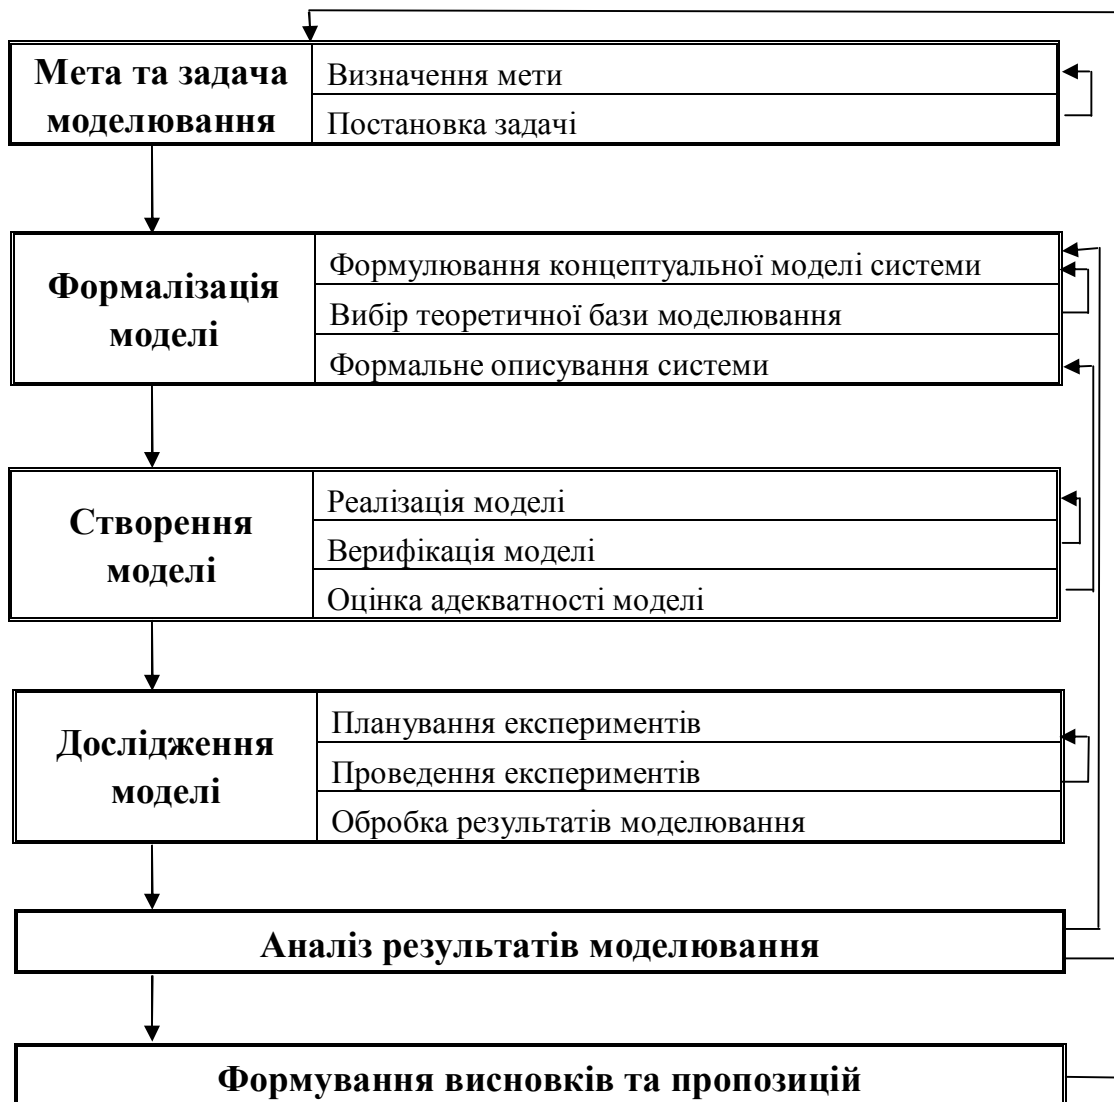 Мета та задача
моделювання
Визначення мети
Постановка задачі
Формалізація
моделі
Формулювання концептуальної моделі системи
Вибір теоретичної бази моделювання
Формальне описування системи
Створення
моделі
Реалізація моделі
Верифікація моделі
Оцінка адекватності моделі
Дослідження
моделі
Планування експериментів
Проведення експериментів
Обробка результатів моделювання
Аналіз результатів моделювання
Формування висновків та пропозицій